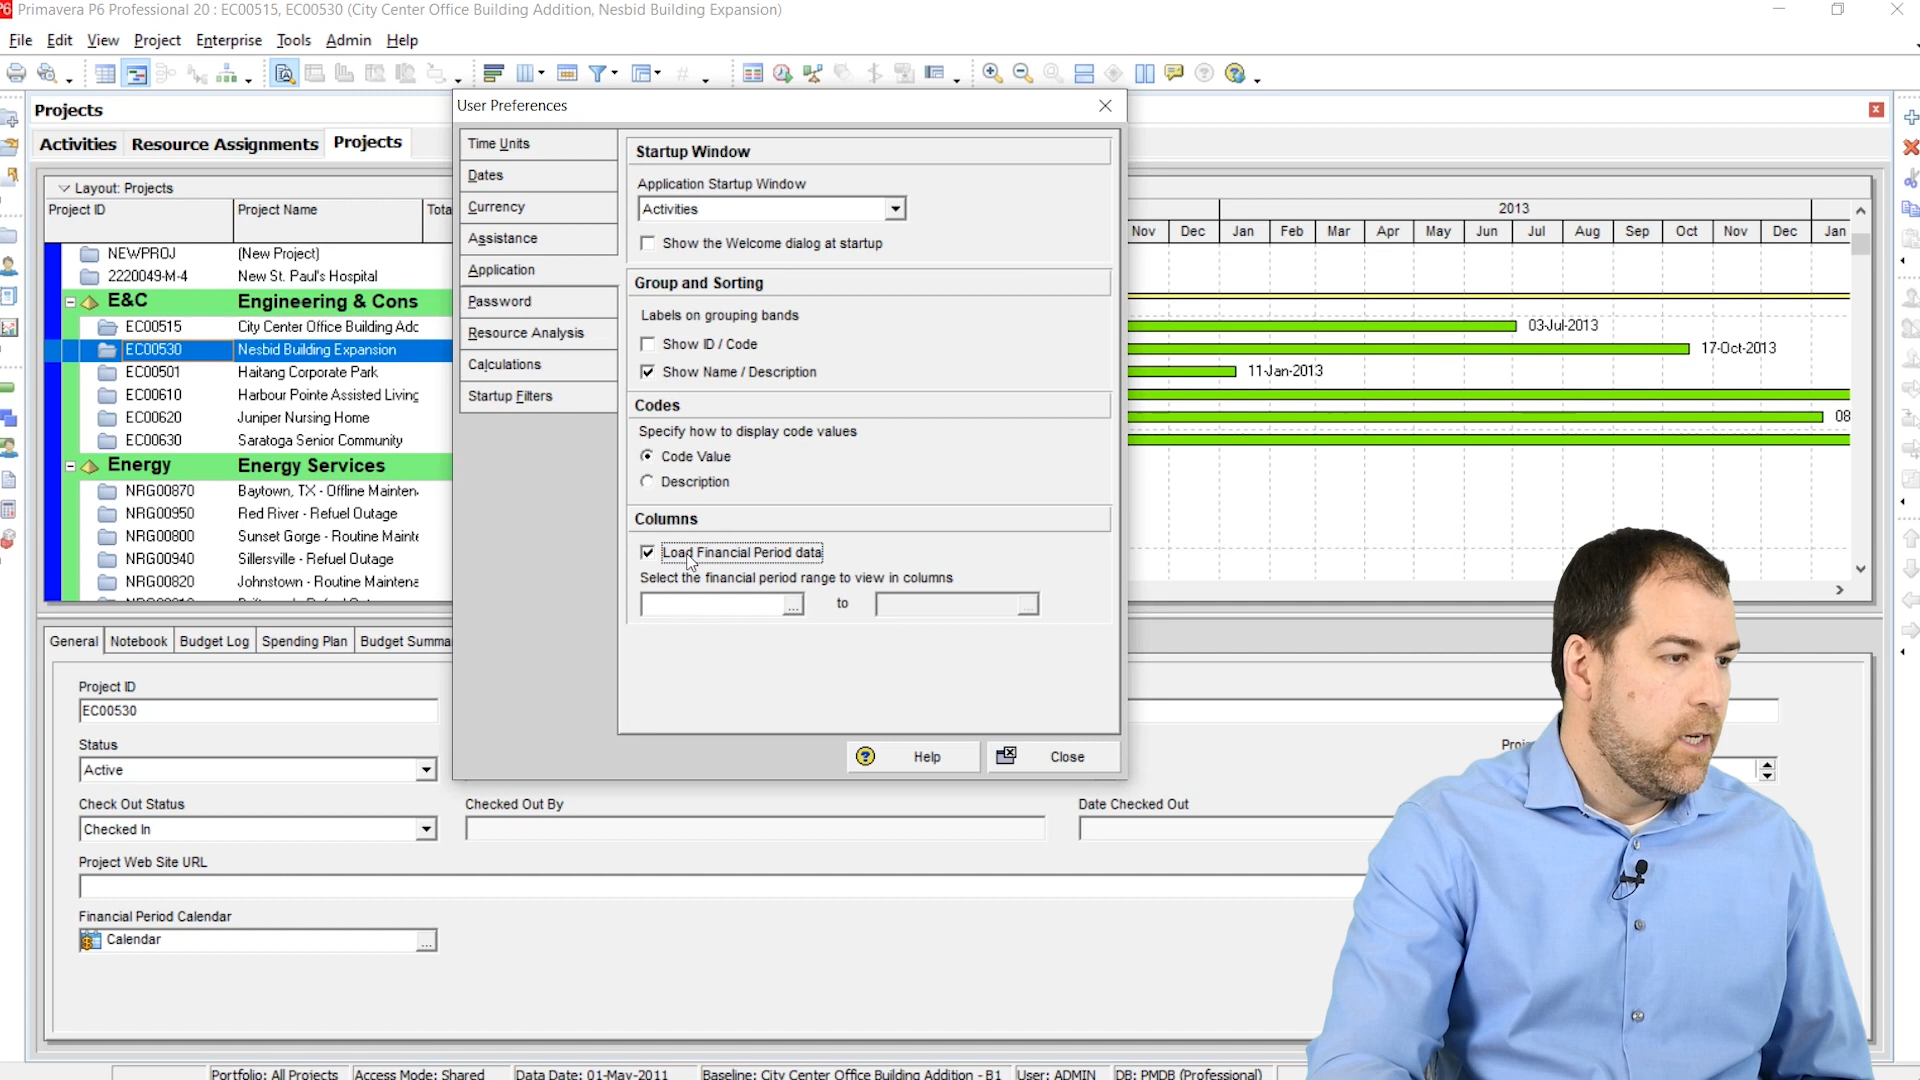 P6 Primavera P6 Professional 20 : EC00515, EC00530 (City Center Office Building Addition, Nesbid Building Expansion)
File Edit View Project Enterprise Tools Admin Help
Projects
Activities Resource Assignments Projects
Layout: Projects
Project ID Project Name Tota
NEWPROJ (New Project)
2220049-M-4 New St. Paul's Hospital
E&C Engineering & Cons
EC00515 City Center Office Building Adc
EC00530 Nesbid Building Expansion
EC00501 Haitang Corporate Park
EC00610 Harbour Pointe Assisted Living
EC00620 Juniper Nursing Home
EC00630 Saratoga Senior Community
Energy Energy Services
NRG00870 Baytown, TX - Offline Mainten
NRG00950 Red River - Refuel Outage
NRG00800 Sunset Gorge - Routine Mainte
NRG00940 Sillersville - Refuel Outage
NRG00820 Johnstown - Routine Maintena
User Preferences
Time Units
Dates
Currency
Assistance
Application
Password
Resource Analysis
Calculations
Startup Filters
Startup Window
Application Startup Window
Activities
Show the Welcome dialog at startup
Group and Sorting
Labels on grouping bands
Show ID / Code
Show Name / Description
Codes
Specify how to display code values
Code Value
Description
Columns
Load Financial Period data
Select the financial period range to view in columns
... to ...
Help Close
2013
Nov Dec Jan Feb Mar Apr May Jun Jul Aug Sep Oct Nov Dec Jan
03-Jul-2013
17-Oct-2013
11-Jan-2013
08
General Notebook Budget Log Spending Plan Budget Summa
Project ID
EC00530
Status
Active
Check Out Status Checked Out By Date Checked Out
Checked In
Project Web Site URL
Financial Period Calendar
Calendar ...
Portfolio: All Projects Access Mode: Shared Data Date: 01-May-2011 Baseline: City Center Office Building Addition - B1 User: ADMIN DB: PMDB (Professional)